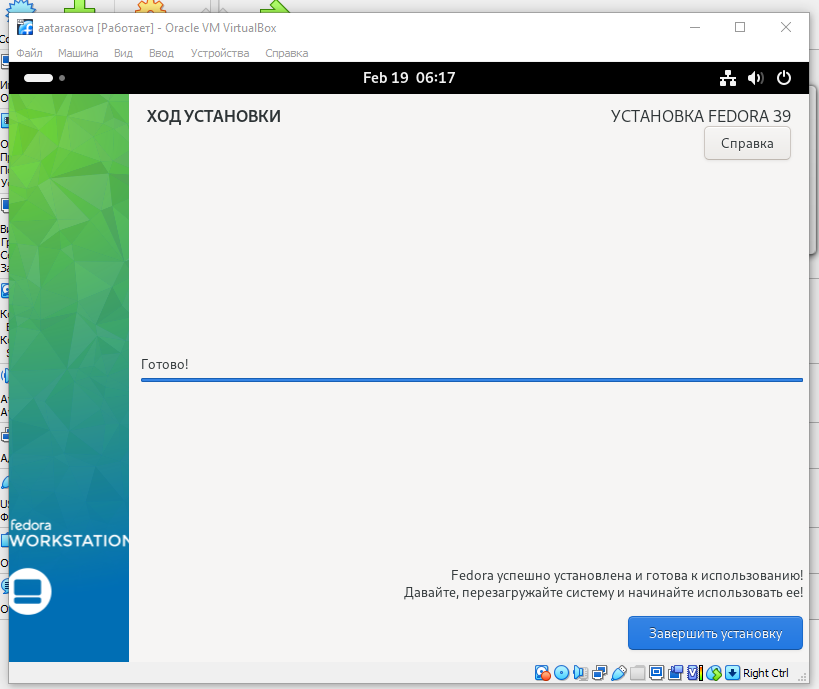 aatarasova [Работает] - Oracle VM VirtualBox
Файл Машина Вид Ввод Устройства Справка
Feb 19 06:17
ХОД УСТАНОВКИ
УСТАНОВКА FEDORA 39
Справка
Готово!
fedora
WORKSTATION
Fedora успешно установлена и готова к использованию!
Давайте, перезагружайте систему и начинайте использовать ее!
Завершить установку
Right Ctrl